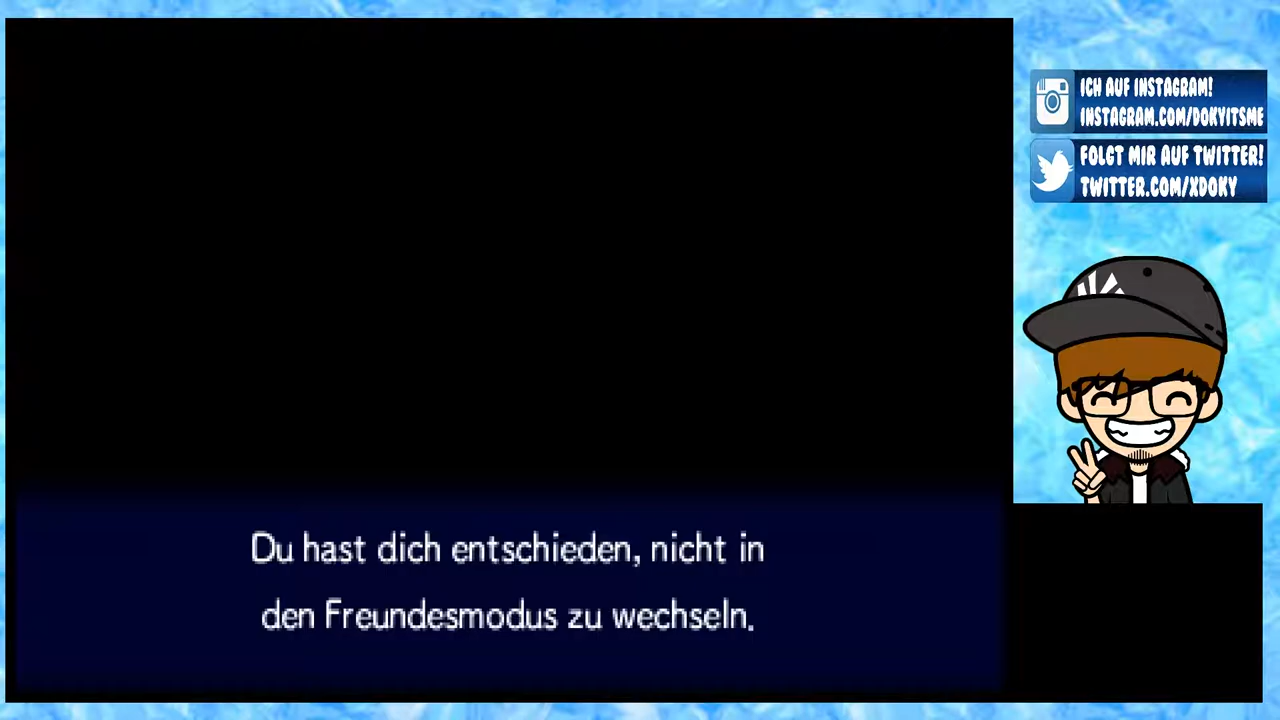 ICH AUF INSTAGRAM!
INSTAGRAM.COM/DOKYITSME
FOLGT MIR AUF TWITTER!
TWITTER.COM/XDOKY
Du hast dich entschieden, nicht in
den Freundesmodus zu wechseln.